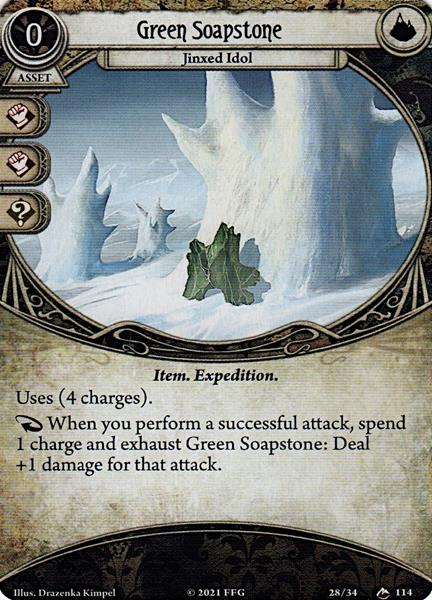 0
Green Soapstone
Jinxed Idol
ASSET
?
Item. Expedition.
Uses (4 charges).
When you perform a successful attack, spend
1 charge and exhaust Green Soapstone: Deal
+1 damage for that attack.
Illus. Drazenka Kimpel
© 2021 FFG
28/34
114